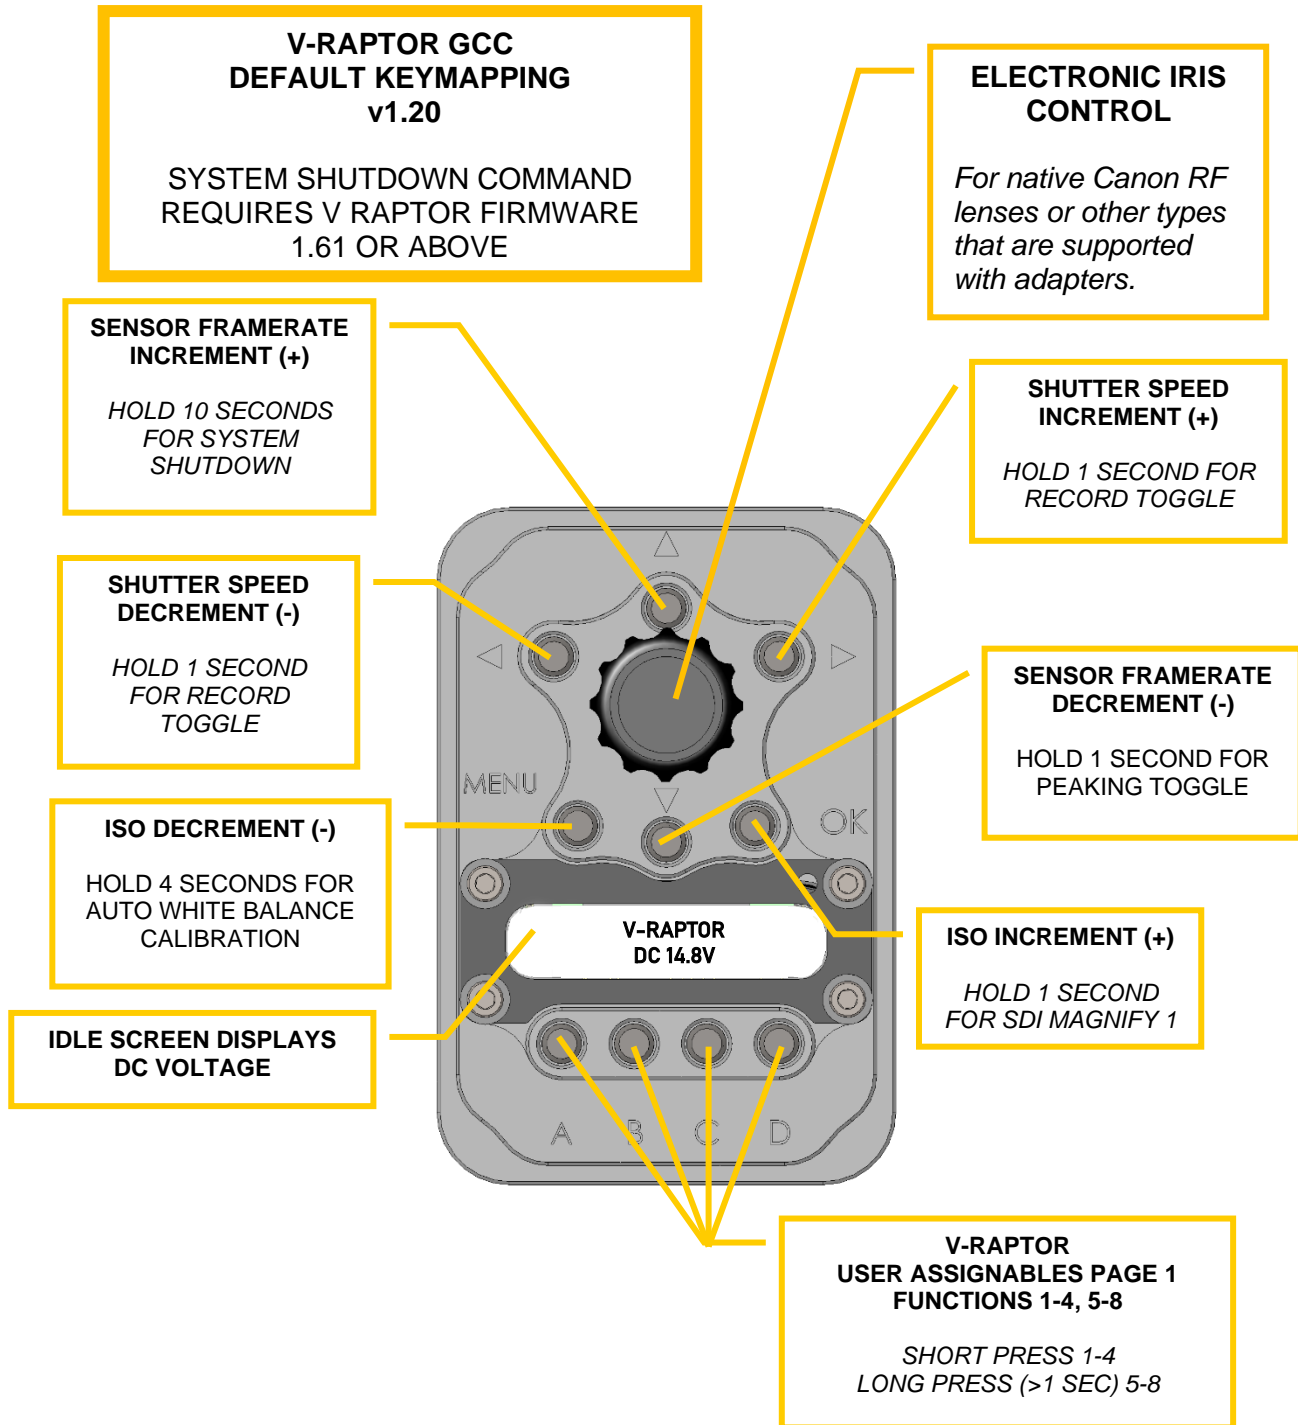 V-RAPTOR GCC
DEFAULT KEYMAPPING
v1.20
SYSTEM SHUTDOWN COMMAND
REQUIRES V RAPTOR FIRMWARE
1.61 OR ABOVE
ELECTRONIC IRIS
CONTROL
For native Canon RF
lenses or other types
that are supported
with adapters.
SENSOR FRAMERATE
INCREMENT (+)
HOLD 10 SECONDS
FOR SYSTEM
SHUTDOWN
SHUTTER SPEED
INCREMENT (+)
HOLD 1 SECOND FOR
RECORD TOGGLE
SHUTTER SPEED
DECREMENT (-)
HOLD 1 SECOND
FOR RECORD
TOGGLE
SENSOR FRAMERATE
DECREMENT (-)
HOLD 1 SECOND FOR
PEAKING TOGGLE
MENU
OK
ISO DECREMENT (-)
HOLD 4 SECONDS FOR
AUTO WHITE BALANCE
CALIBRATION
V-RAPTOR
DC 14.8V
ISO INCREMENT (+)
HOLD 1 SECOND
FOR SDI MAGNIFY 1
IDLE SCREEN DISPLAYS
DC VOLTAGE
A B C D
V-RAPTOR
USER ASSIGNABLES PAGE 1
FUNCTIONS 1-4, 5-8
SHORT PRESS 1-4
LONG PRESS (>1 SEC) 5-8